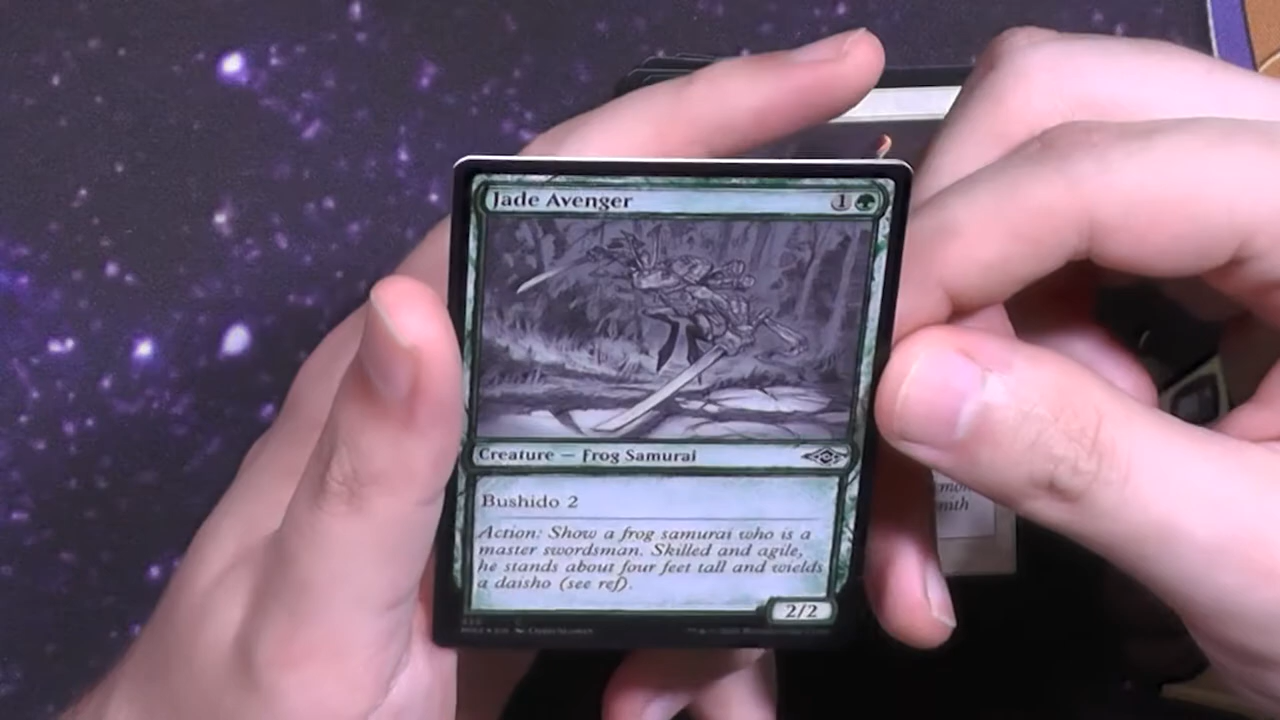 Jade Avenger 1
Creature — Frog Samurai
Bushido 2
Action: Show a frog samurai who is a
master swordsman. Skilled and agile,
he stands about four feet tall and wields
a daisho (see ref).
2/2